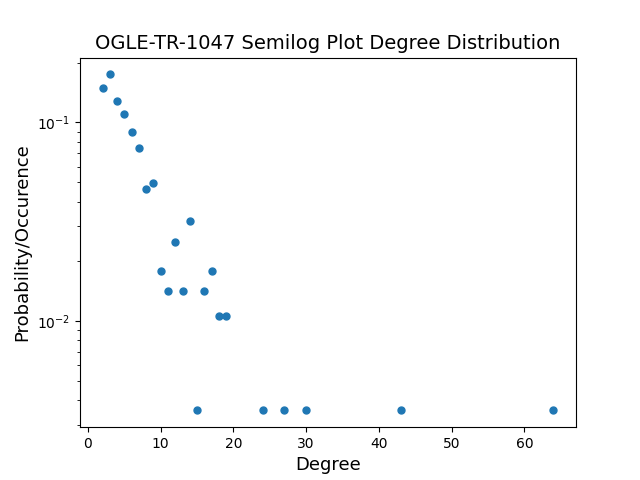 OGLE-TR-1047 Semilog Plot Degree Distribution
Probability/Occurence
10⁻¹
10⁻²
0 10 20 30 40 50 60
Degree